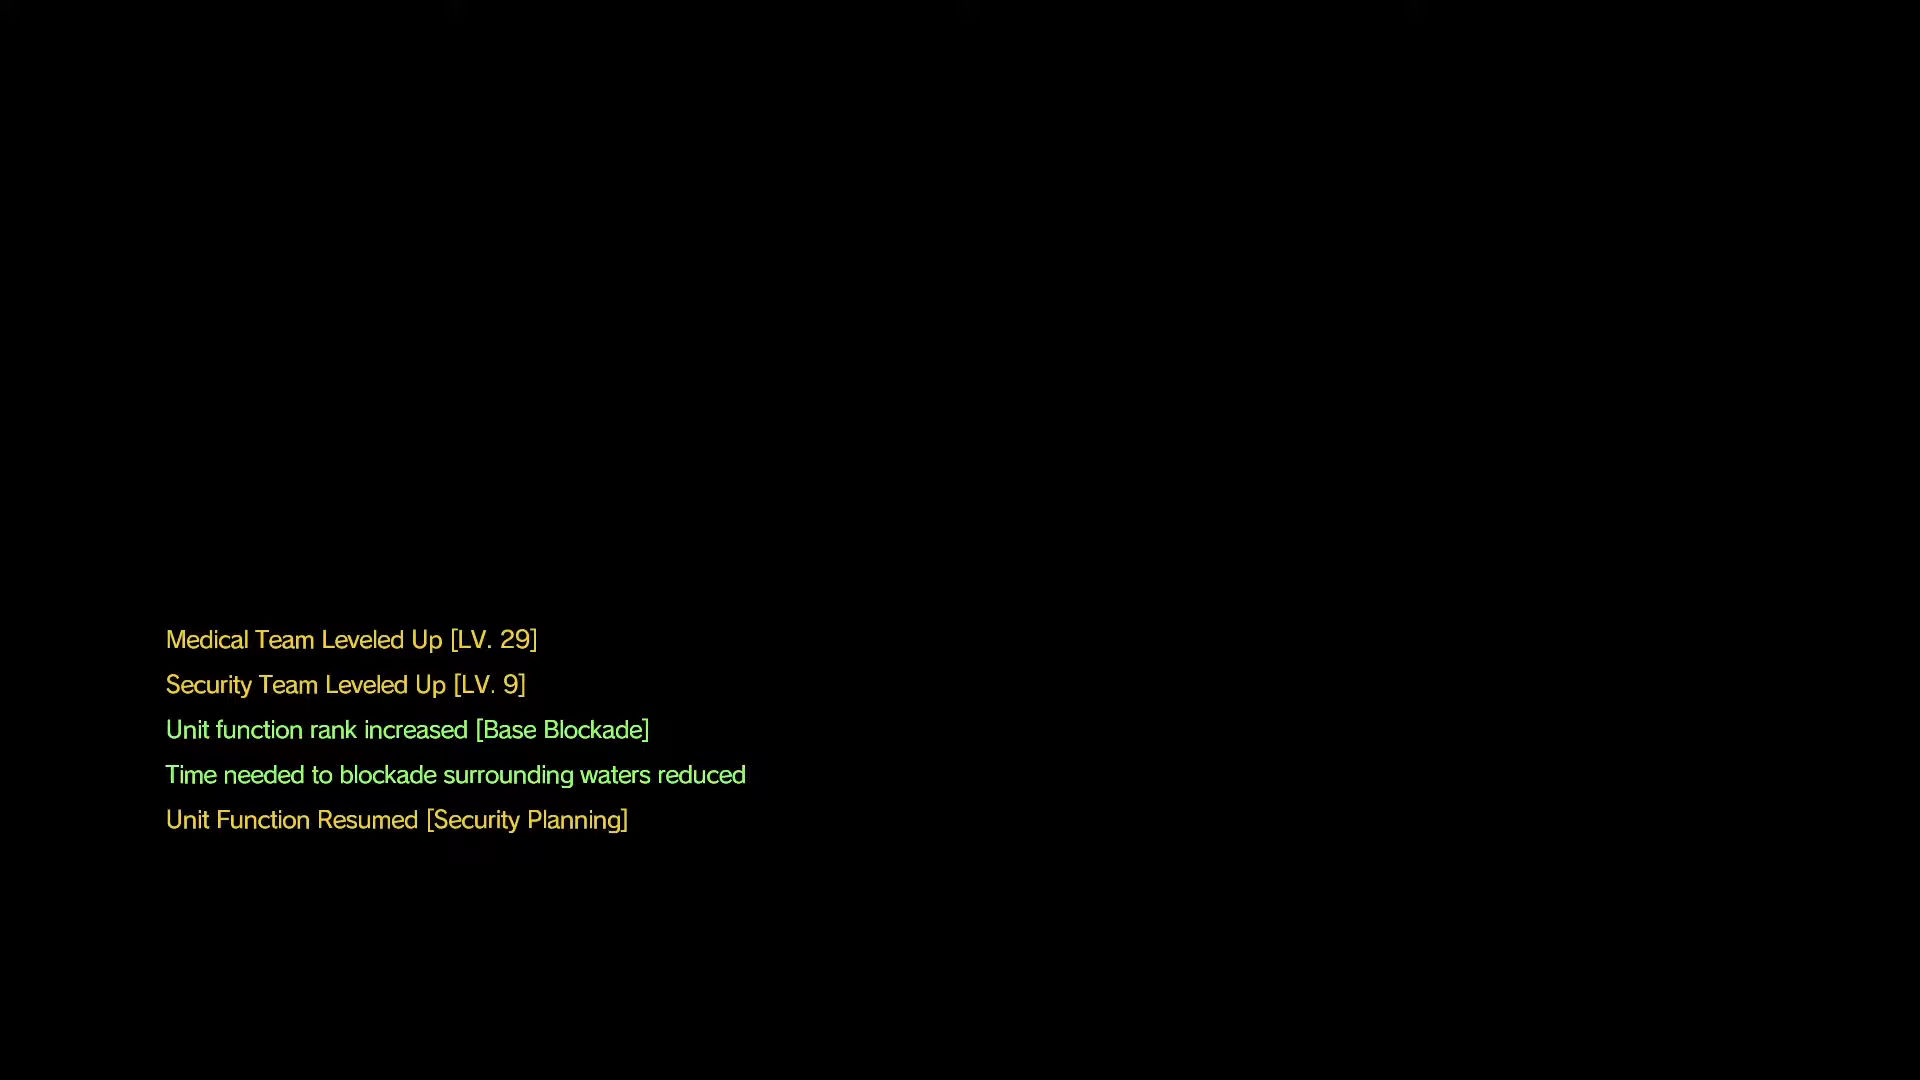 Medical Team Leveled Up [LV. 29]
Security Team Leveled Up [LV. 9]
Unit function rank increased [Base Blockade]
Time needed to blockade surrounding waters reduced
Unit Function Resumed [Security Planning]